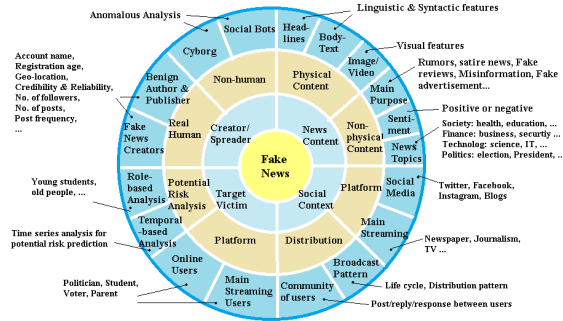 Anomalous Analysis
Linguistic & Syntactic features
Visual features
Account name,
Registration age,
Geo-location,
Credibility & Reliability,
No. of followers,
No. of posts,
Post frequency,
...
Rumors, satire news, Fake
reviews, Misinformation, Fake
advertisement...
Positive or negative
Society: health, education, ...
Finance: business, securtiy ...
Technolog: science, IT, ...
Politics: election, President, ..
Young students,
old people, ...
Twitter, Facebook,
Instagram, Blogs
Time series analysis for
potential risk prediction
Newspaper, Journalism,
TV ...
Politician, Student,
Voter, Parent
Life cycle, Distribution pattern
Post/reply/response between users
Social Bots
Head-
lines
Body-
Text
Image/
Video
Main
Purpose
Senti-
ment
News
Topics
Social
Media
Main
Streaming
Broadcast
Pattern
Community
of users
Main
Streaming
Users
Online
Users
Temporal
-based
Analysis
Role-
based
Analysis
Fake
News
Creators
Benign
Author &
Publisher
Cyborg
Non-human
Physical
Content
Non-
physical
Content
Platform
Distribution
Platform
Potential
Risk
Analysis
Real
Human
Creator/
Spreader
News
Content
Social
Context
Target
Victim
Fake
News